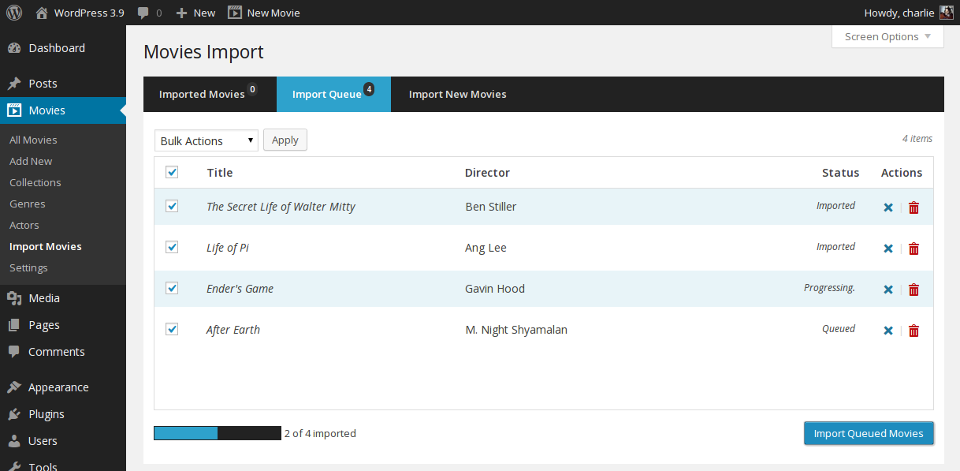 WordPress 3.9 0 New New Movie Howdy, charlie
Screen Options
Dashboard
Posts
Movies
All Movies
Add New
Collections
Genres
Actors
Import Movies
Settings
Media
Pages
Comments
Appearance
Plugins
Users
Tools
Movies Import
Imported Movies 0 Import Queue 4 Import New Movies
Bulk Actions Apply 4 items
Title Director Status Actions
The Secret Life of Walter Mitty Ben Stiller Imported
Life of Pi Ang Lee Imported
Ender's Game Gavin Hood Progressing.
After Earth M. Night Shyamalan Queued
2 of 4 imported Import Queued Movies